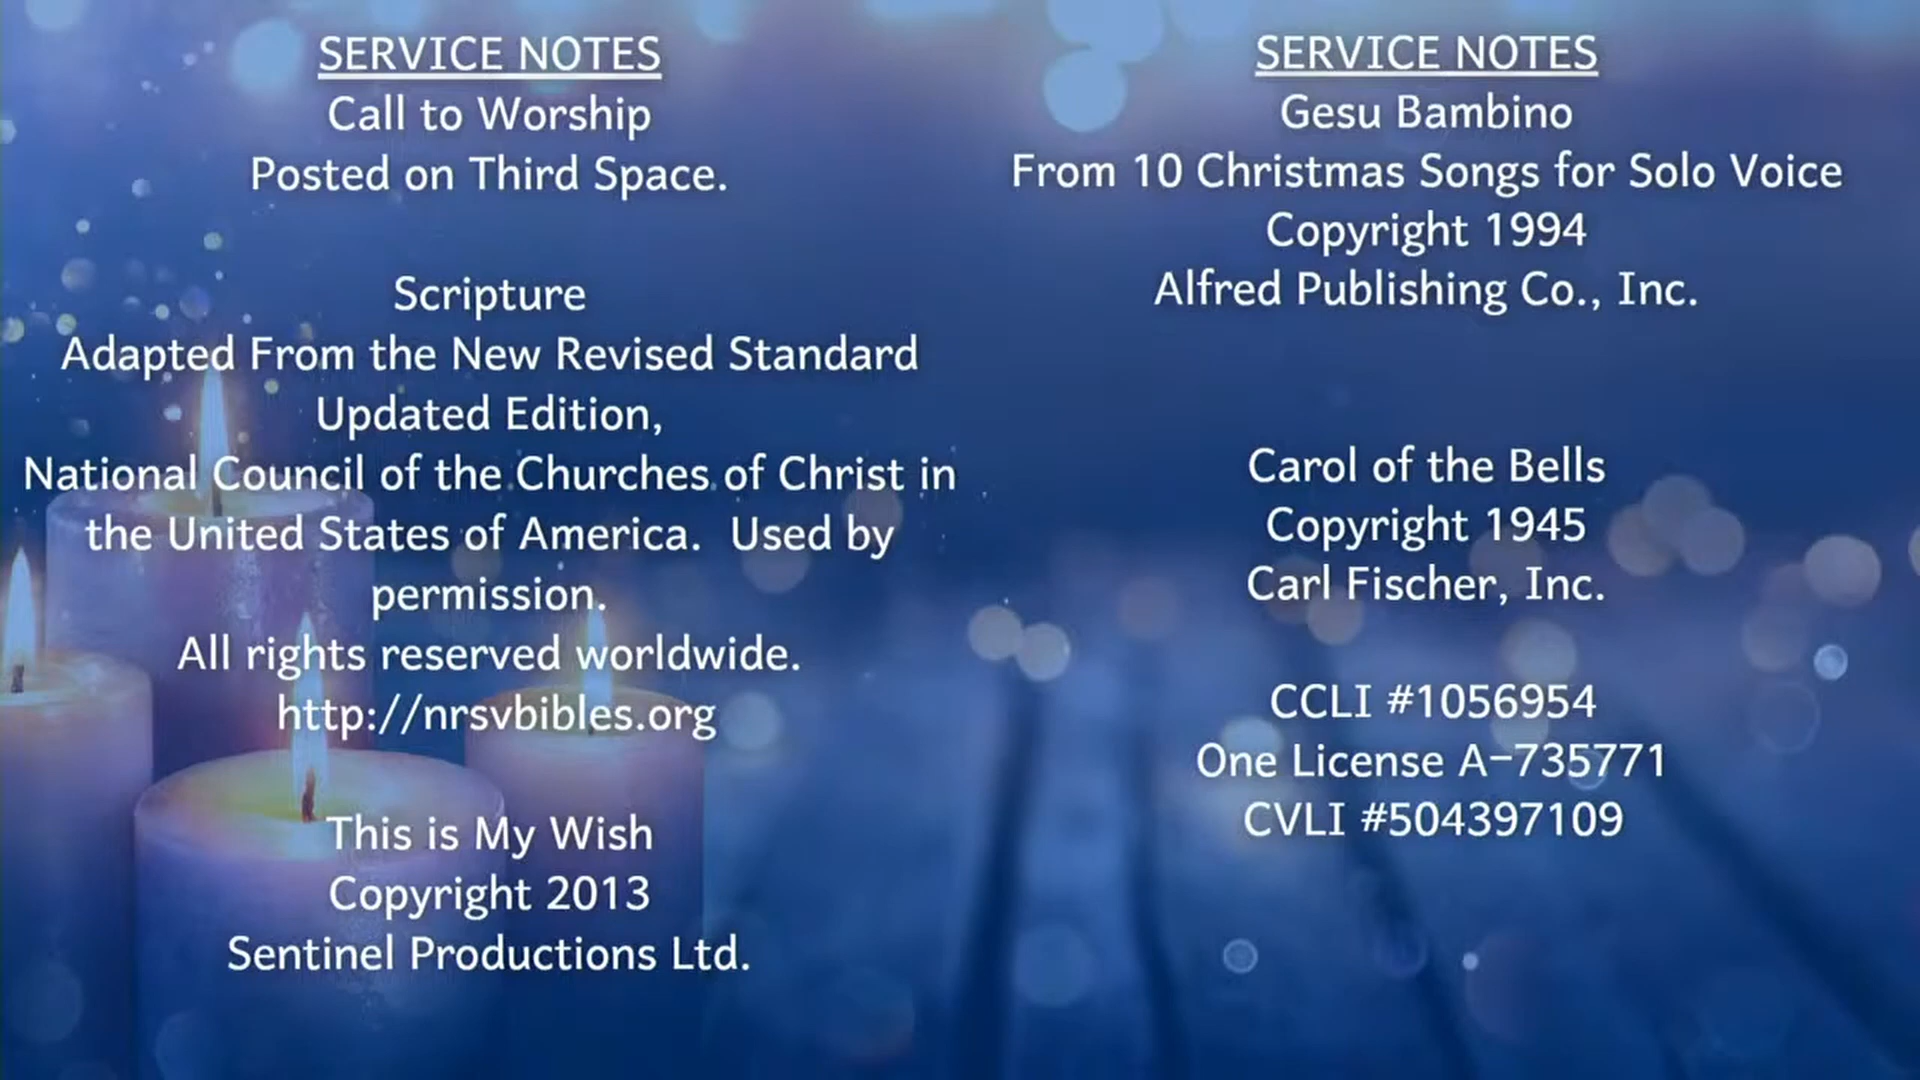 SERVICE NOTES
Call to Worship
Posted on Third Space.
Scripture
Adapted From the New Revised Standard
Updated Edition,
National Council of the Churches of Christ in
the United States of America.  Used by
permission.
All rights reserved worldwide.
http://nrsvbibles.org
This is My Wish
Copyright 2013
Sentinel Productions Ltd.
SERVICE NOTES
Gesu Bambino
From 10 Christmas Songs for Solo Voice
Copyright 1994
Alfred Publishing Co., Inc.
Carol of the Bells
Copyright 1945
Carl Fischer, Inc.
CCLI #1056954
One License A-735771
CVLI #504397109